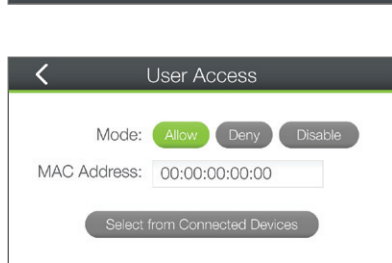 User Access
Mode: Allow Deny Disable
MAC Address: 00:00:00:00:00
Select from Connected Devices